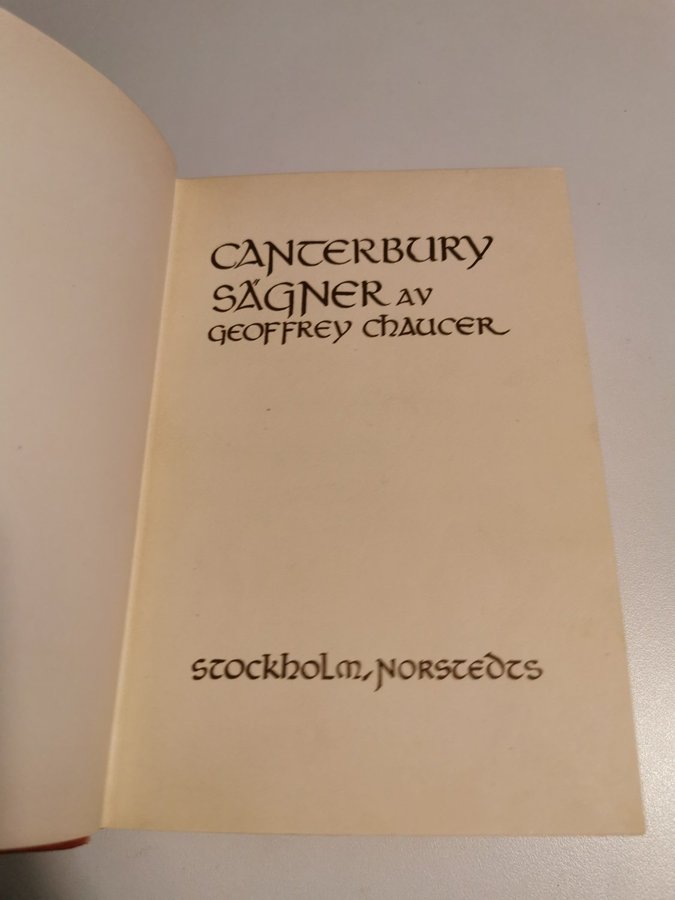 CANTERBURY
SÄGNER AV
GEOFFREY CHAUCER
STOCKHOLM, NORSTEDTS